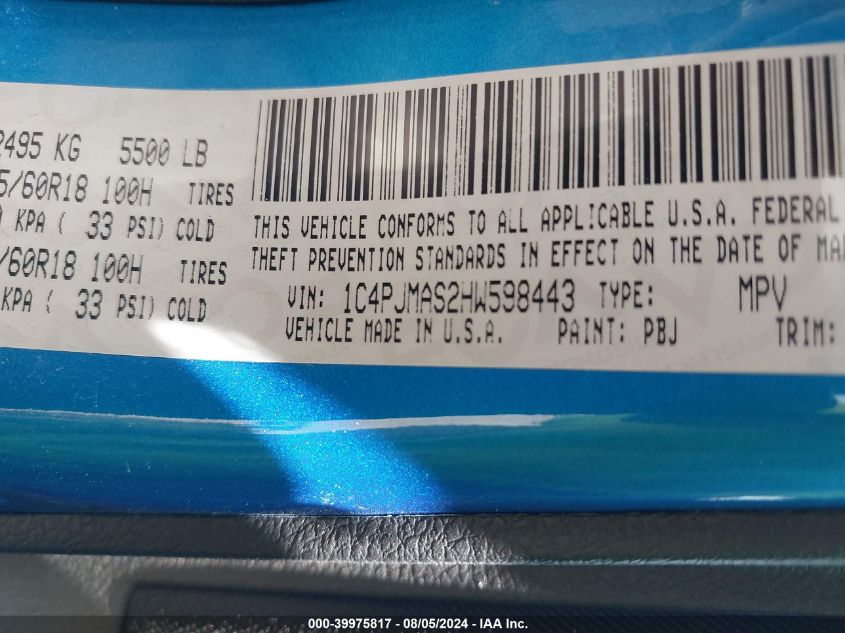 2495 KG 5500 LB
5/60R18 100H TIRES
0 KPA ( 33 PSI) COLD
/60R18 100H TIRES
KPA ( 33 PSI) COLD
THIS VEHICLE CONFORMS TO ALL APPLICABLE U.S.A. FEDERAL
THEFT PREVENTION STANDARDS IN EFFECT ON THE DATE OF MA
VIN: 1C4PJMAS2HW598443 TYPE: MPV
VEHICLE MADE IN U.S.A. PAINT: PBJ TRIM:
000-39975817 - 08/05/2024 - IAA Inc.